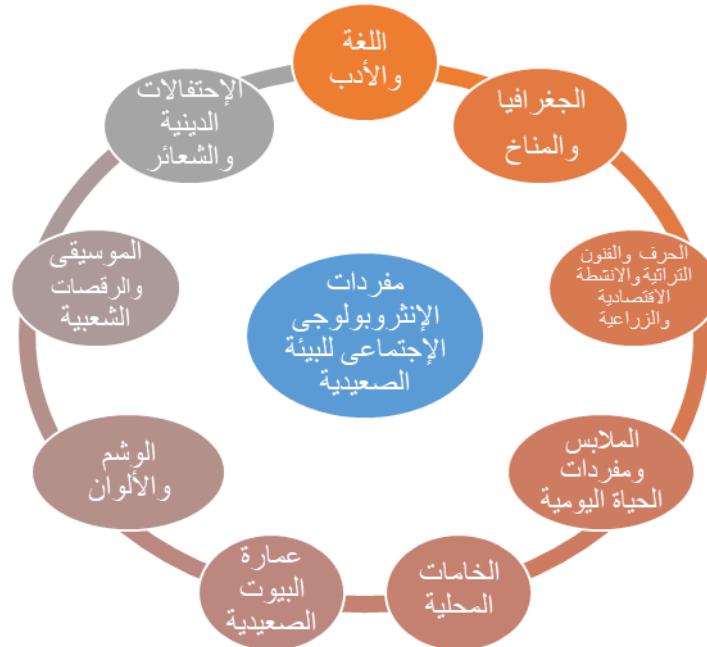 اللغة
والأدب
الجغرافيا
والمناخ
الحرف والفنون
التراثية والانشطة
الاقتصادية
والزراعية
الملابس
ومفردات
الحياة اليومية
الخامات
المحلية
عمارة
البيوت
الصعيدية
الوشم
والألوان
الموسيقى
والرقصات
الشعبية
الإحتفالات
الدينية
والشعائر
مفردات
الإنثروبولوجى
الإجتماعى للبيئة
الصعيدية